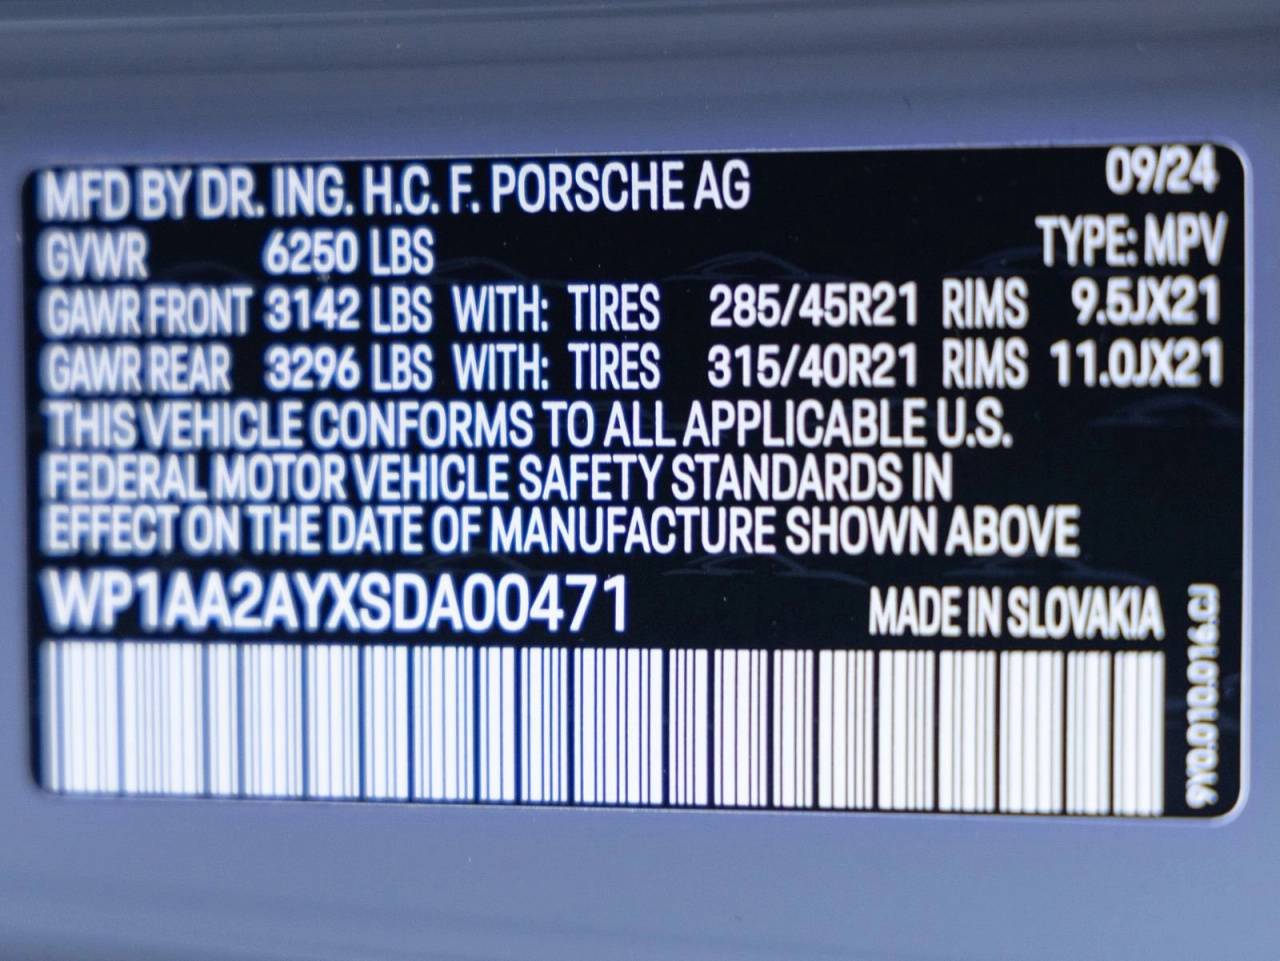 MFD BY DR. ING. H.C. F. PORSCHE AG 09/24
GVWR 6250 LBS TYPE: MPV
GAWR FRONT 3142 LBS WITH: TIRES 285/45R21 RIMS 9.5JX21
GAWR REAR 3296 LBS WITH: TIRES 315/40R21 RIMS 11.0JX21
THIS VEHICLE CONFORMS TO ALL APPLICABLE U.S.
FEDERAL MOTOR VEHICLE SAFETY STANDARDS IN
EFFECT ON THE DATE OF MANUFACTURE SHOWN ABOVE
WP1AA2AYXSDA00471 MADE IN SLOVAKIA
9Y0.010.016.CJ